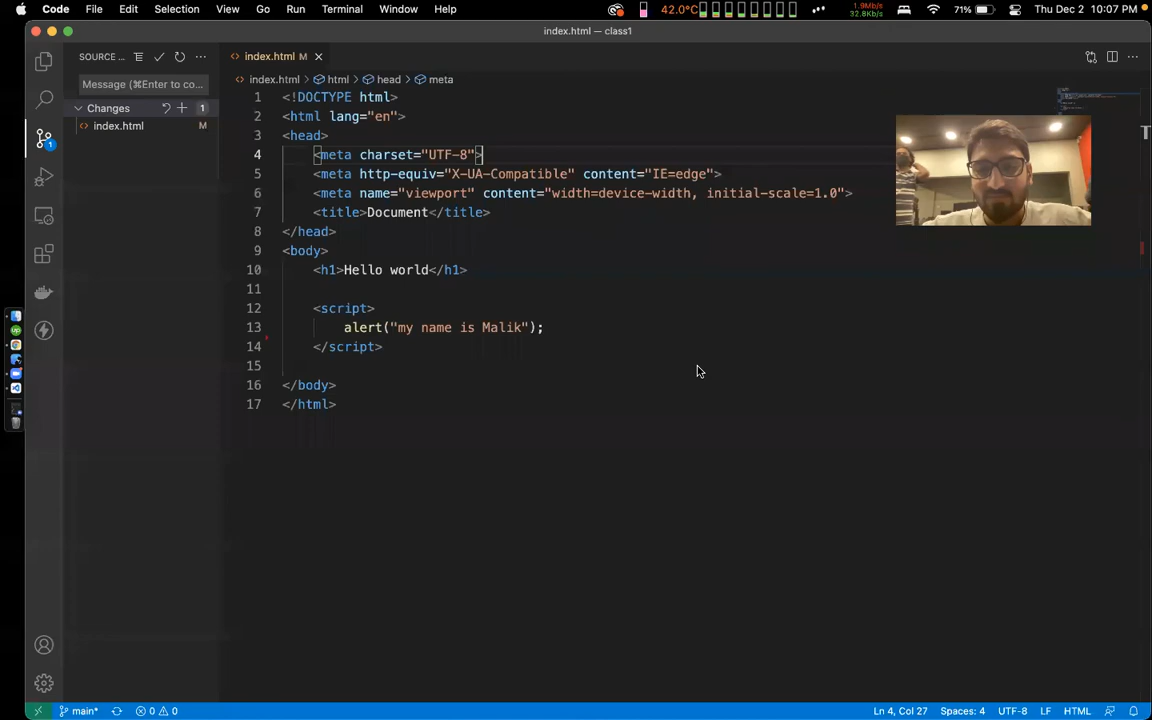 Code File Edit Selection View Go Run Terminal Window Help 42.0°C 1.9Mb/s 32.8Kb/s 71% Thu Dec 2 10:07 PM
index.html — class1
SOURCE ... index.html M
Message (⌘Enter to co... index.html > html > head > meta
Changes 1
index.html M
1 <!DOCTYPE html>
2 <html lang="en">
3 <head>
4 <meta charset="UTF-8">
5 <meta http-equiv="X-UA-Compatible" content="IE=edge">
6 <meta name="viewport" content="width=device-width, initial-scale=1.0">
7 <title>Document</title>
8 </head>
9 <body>
10 <h1>Hello world</h1>
11
12 <script>
13 alert("my name is Malik");
14 </script>
15
16 </body>
17 </html>
1
T
main* 0 0 Ln 4, Col 27 Spaces: 4 UTF-8 LF HTML